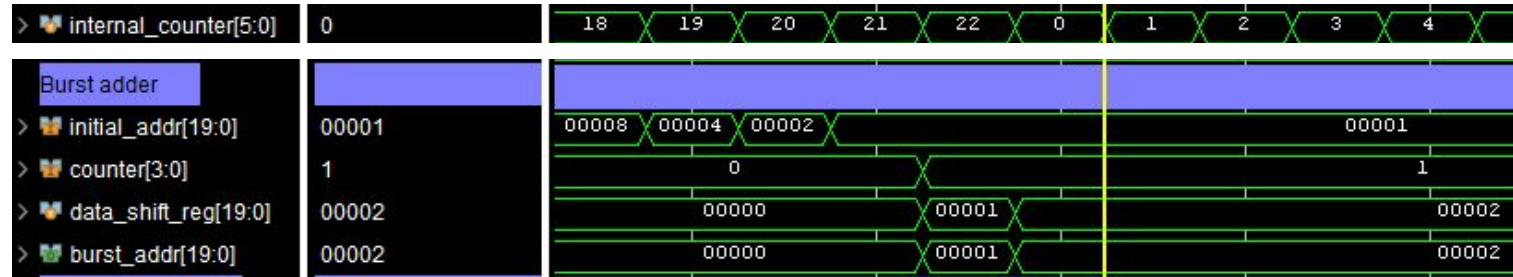 internal_counter[5:0] 0 18 19 20 21 22 0 1 2 3 4
Burst adder
initial_addr[19:0] 00001 00008 00004 00002 00001
counter[3:0] 1 0 1
data_shift_reg[19:0] 00002 00000 00001 00002
burst_addr[19:0] 00002 00000 00001 00002